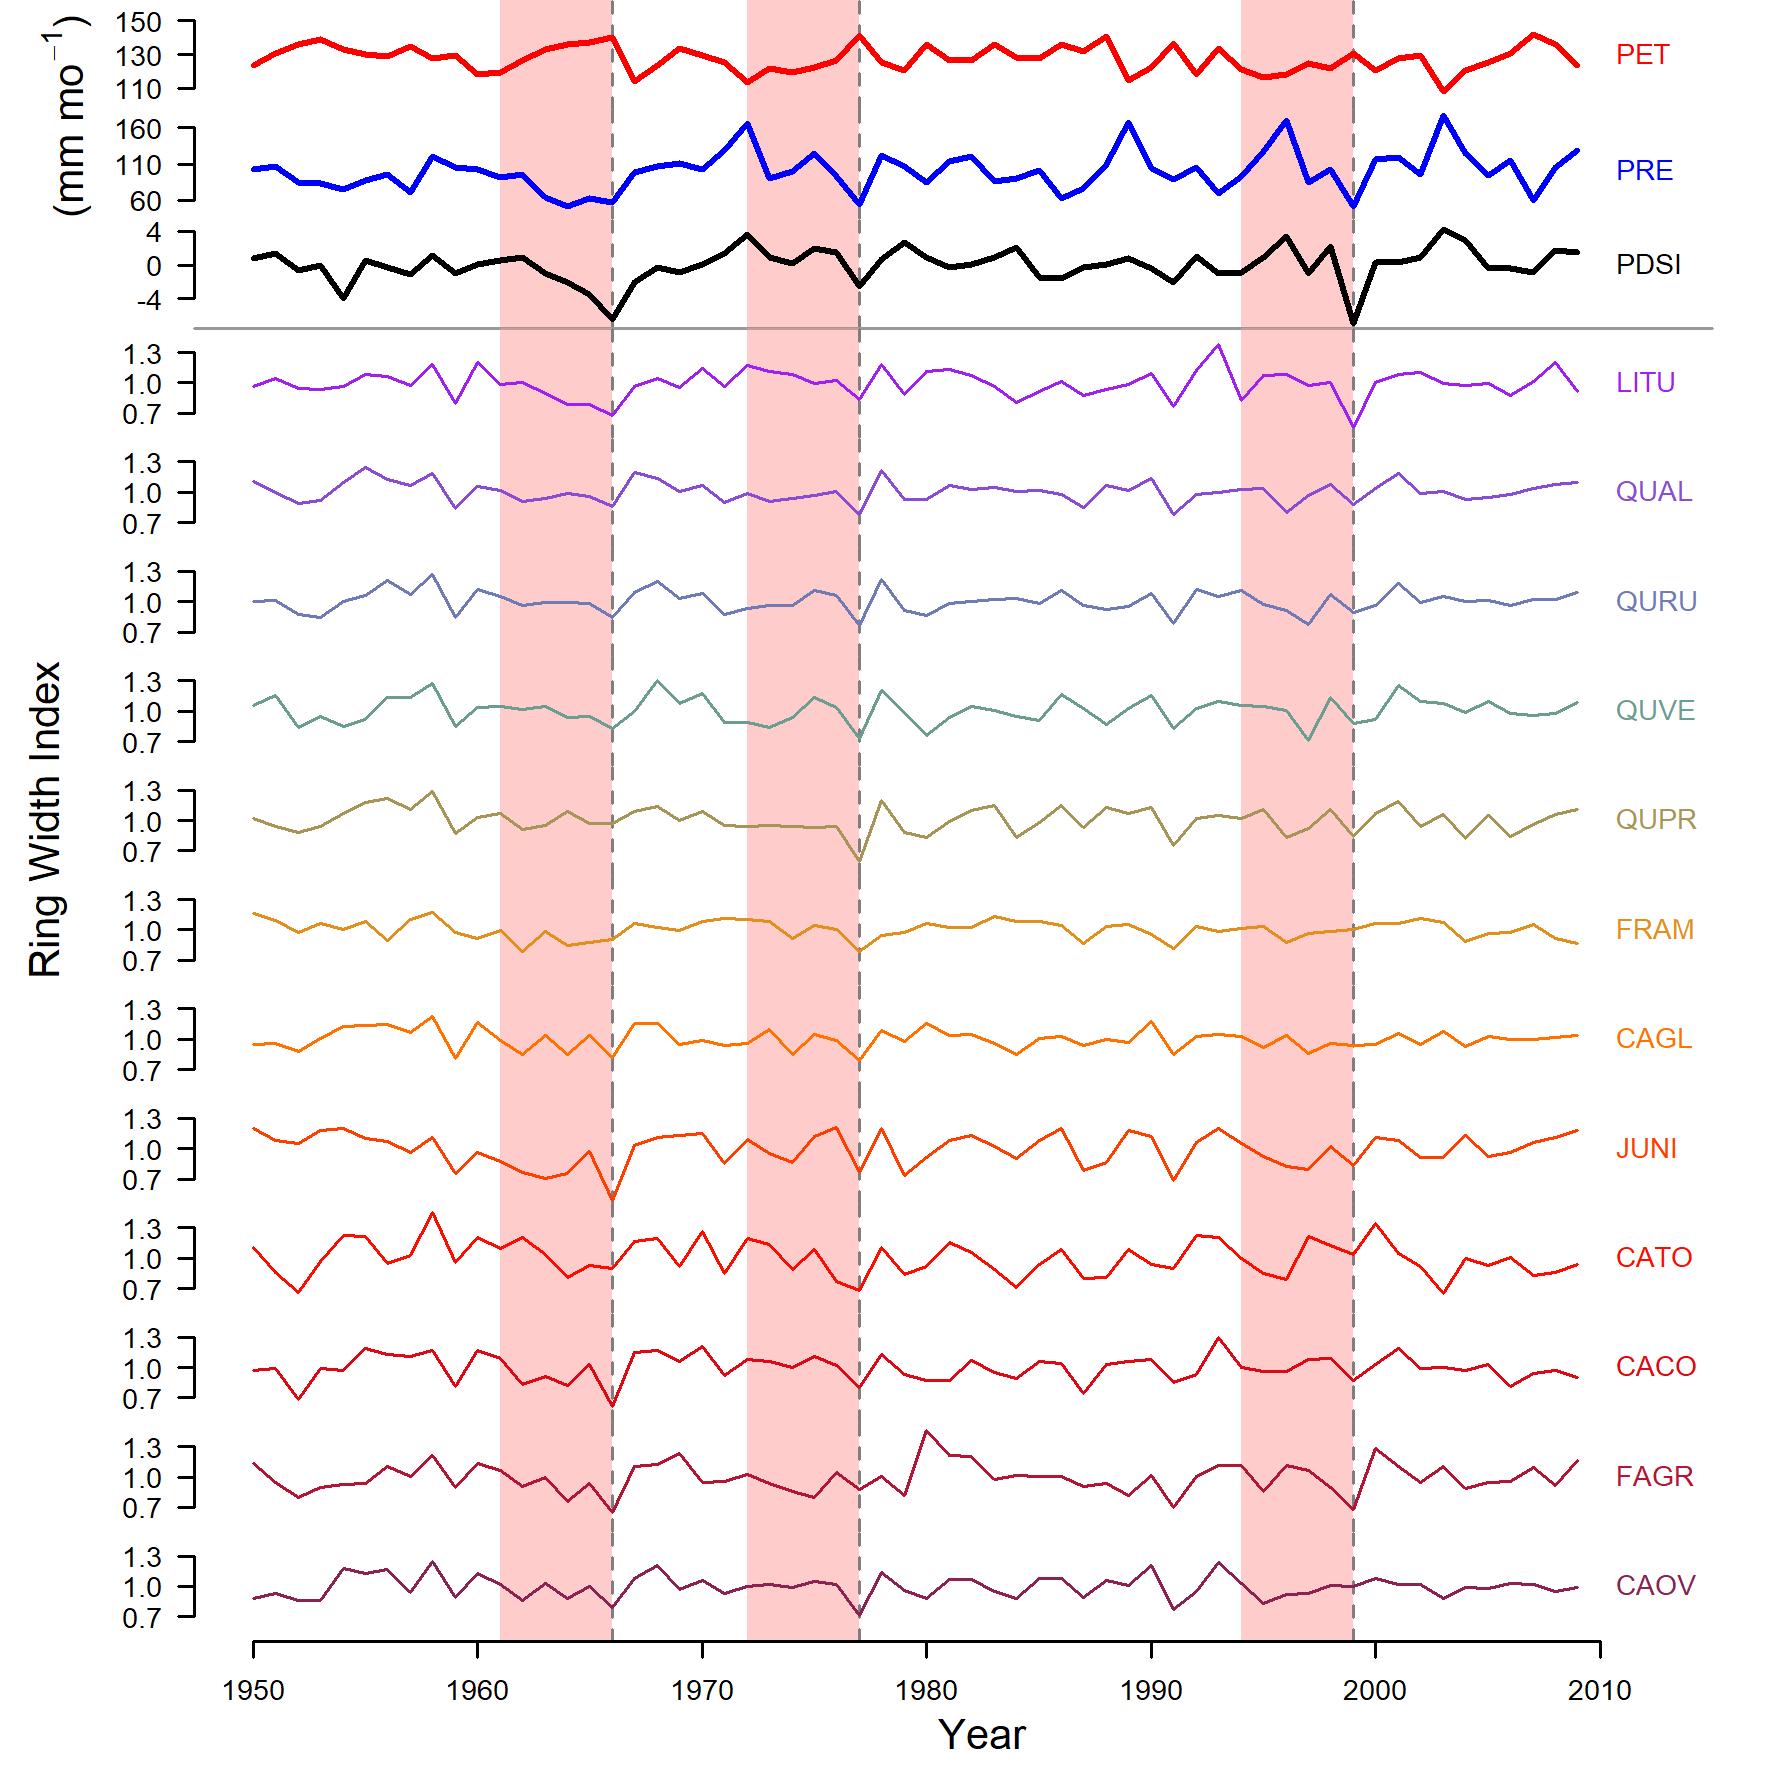 (mm mo⁻¹)
150
130
110
PET
160
110
60
PRE
4
0
-4
PDSI
Ring Width Index
1.3
1.0
0.7
LITU
1.3
1.0
0.7
QUAL
1.3
1.0
0.7
QURU
1.3
1.0
0.7
QUVE
1.3
1.0
0.7
QUPR
1.3
1.0
0.7
FRAM
1.3
1.0
0.7
CAGL
1.3
1.0
0.7
JUNI
1.3
1.0
0.7
CATO
1.3
1.0
0.7
CACO
1.3
1.0
0.7
FAGR
1.3
1.0
0.7
CAOV
1950 1960 1970 1980 1990 2000 2010
Year